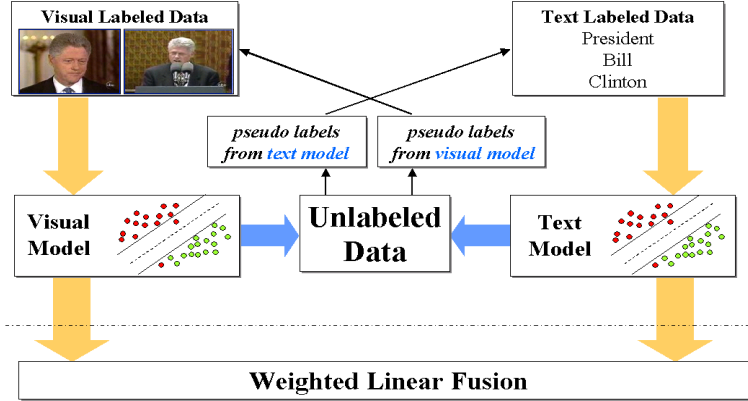 Visual Labeled Data
Text Labeled Data
President
Bill
Clinton
pseudo labels
from text model
pseudo labels
from visual model
Visual
Model
Unlabeled
Data
Text
Model
Weighted Linear Fusion